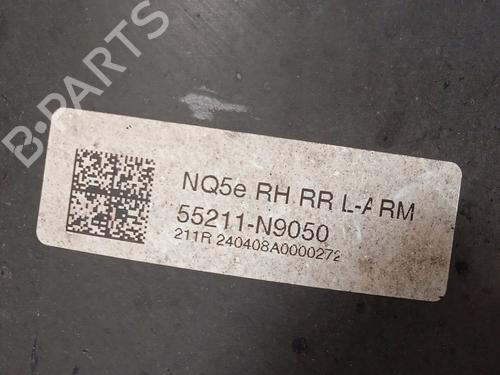 B-PARTS
NQ5e RH RR L-ARM
55211-N9050
211R 240408A0000272